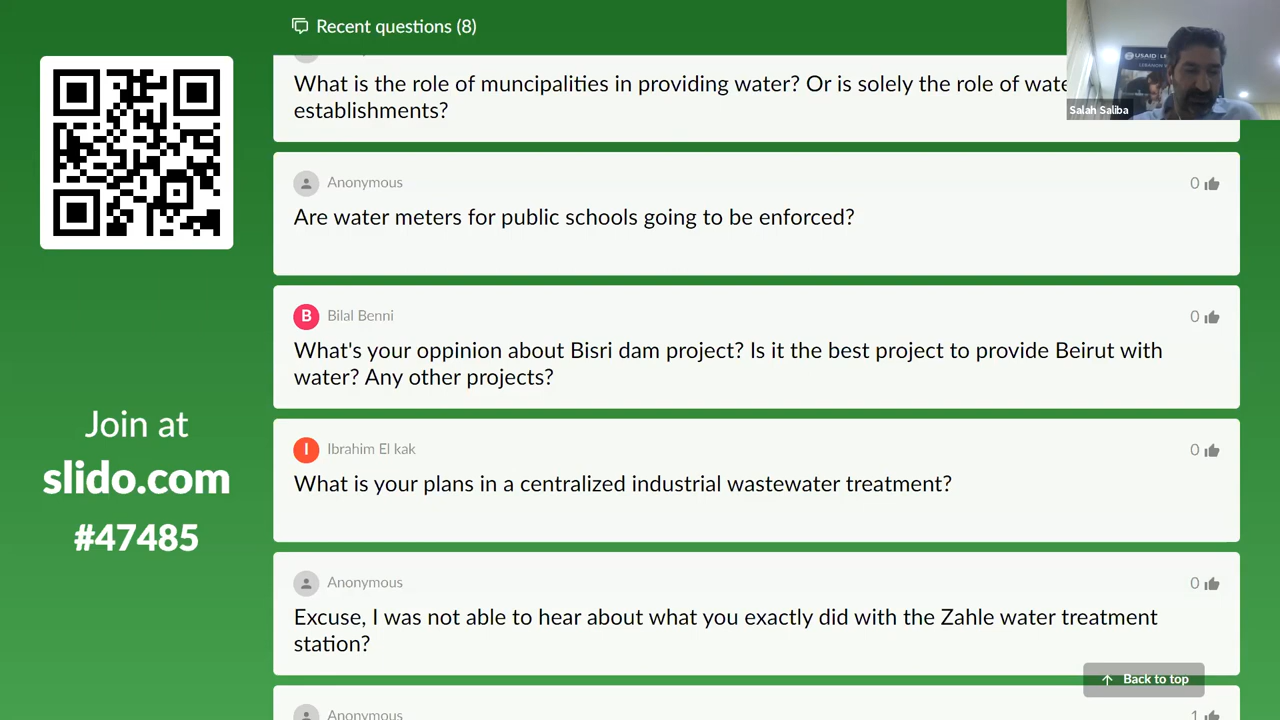 Recent questions (8)
What is the role of muncipalities in providing water? Or is solely the role of
establishments?
Anonymous
0
Are water meters for public schools going to be enforced?
B
Bilal Benni
0
What's your oppinion about Bisri dam project? Is it the best project to provide Beirut with
water? Any other projects?
I
Ibrahim El kak
0
What is your plans in a centralized industrial wastewater treatment?
Anonymous
0
Excuse, I was not able to hear about what you exactly did with the Zahle water treatment
station?
Back to top
Anonymous
1
Join at
slido.com
#47485
USAID
Salah Saliba